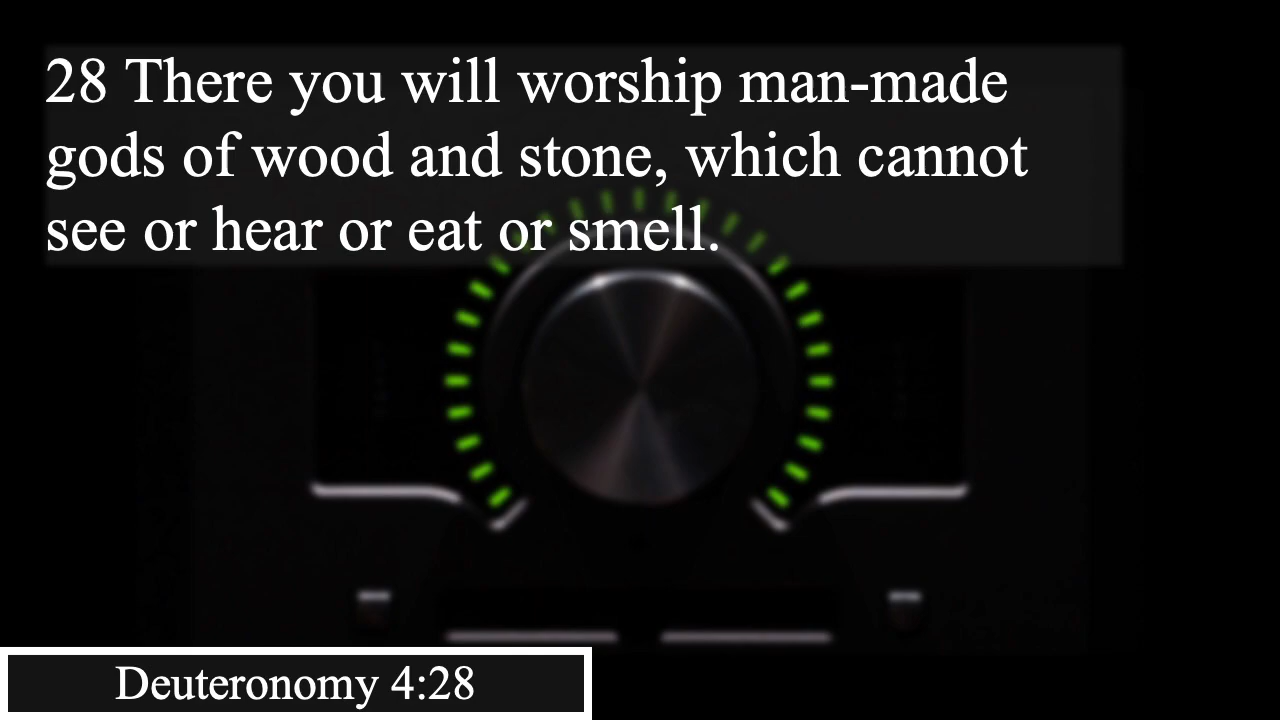 28 There you will worship man-made
gods of wood and stone, which cannot
see or hear or eat or smell.
Deuteronomy 4:28